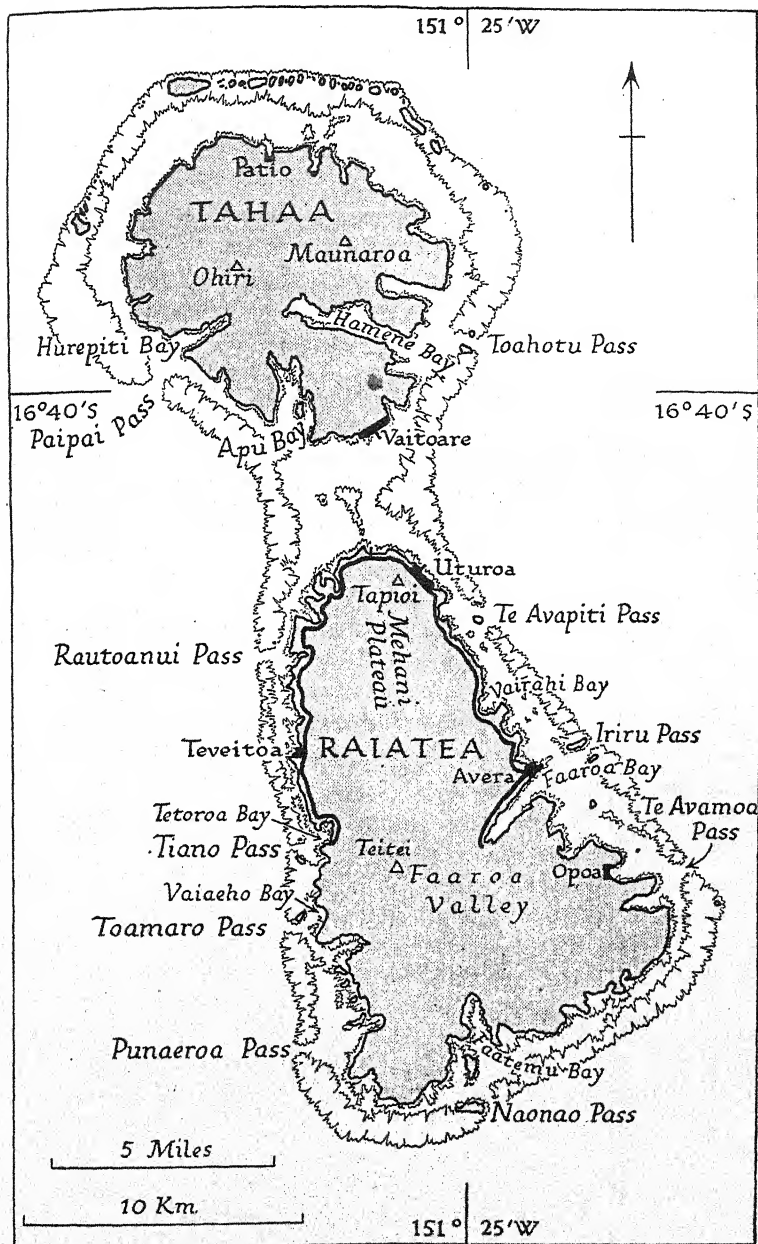 151° 25'W
Patio
TAHAA
Maunaroa
Ohiri
Hamene Bay
Hurepiti Bay
Toahotu Pass
16°40'S
16°40'S
Paipai Pass
Apu Bay
Vaitoare
Uturoa
Tapioi
Te Avapiti Pass
Mehani
Plateau
Rautoanui Pass
Vairahi Bay
Iriru Pass
Teveitoa
RAIATEA
Avera
Faaroa Bay
Te Avamoa
Pass
Tetoroa Bay
Tiano Pass
Teitei
Opoa
Faaroa
Valley
Vaiaeho Bay
Toamaro Pass
Punaeroa Pass
Faatemu Bay
Naonao Pass
5 Miles
10 Km
151° 25'W